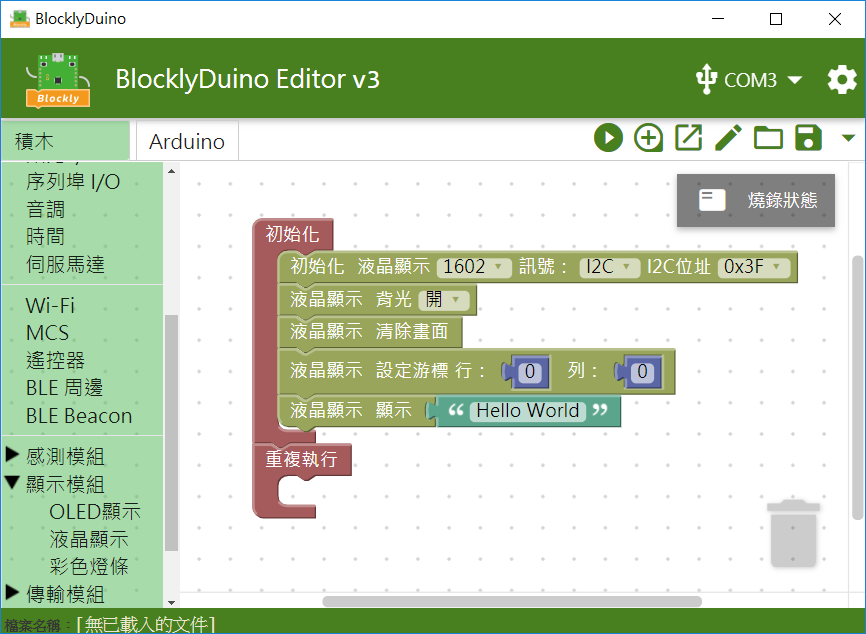 BlocklyDuino
Blockly
BlocklyDuino Editor v3
COM3
積木
Arduino
序列埠 I/O
音調
時間
伺服馬達
Wi-Fi
MCS
遙控器
BLE 周邊
BLE Beacon
感測模組
顯示模組
OLED顯示
液晶顯示
彩色燈條
傳輸模組
燒錄狀態
初始化
初始化 液晶顯示 1602 訊號： I2C I2C位址 0x3F
液晶顯示 背光 開
液晶顯示 清除畫面
液晶顯示 設定游標 行： 0 列： 0
液晶顯示 顯示 “ Hello World ”
重複執行
檔案名稱：[無已載入的文件]